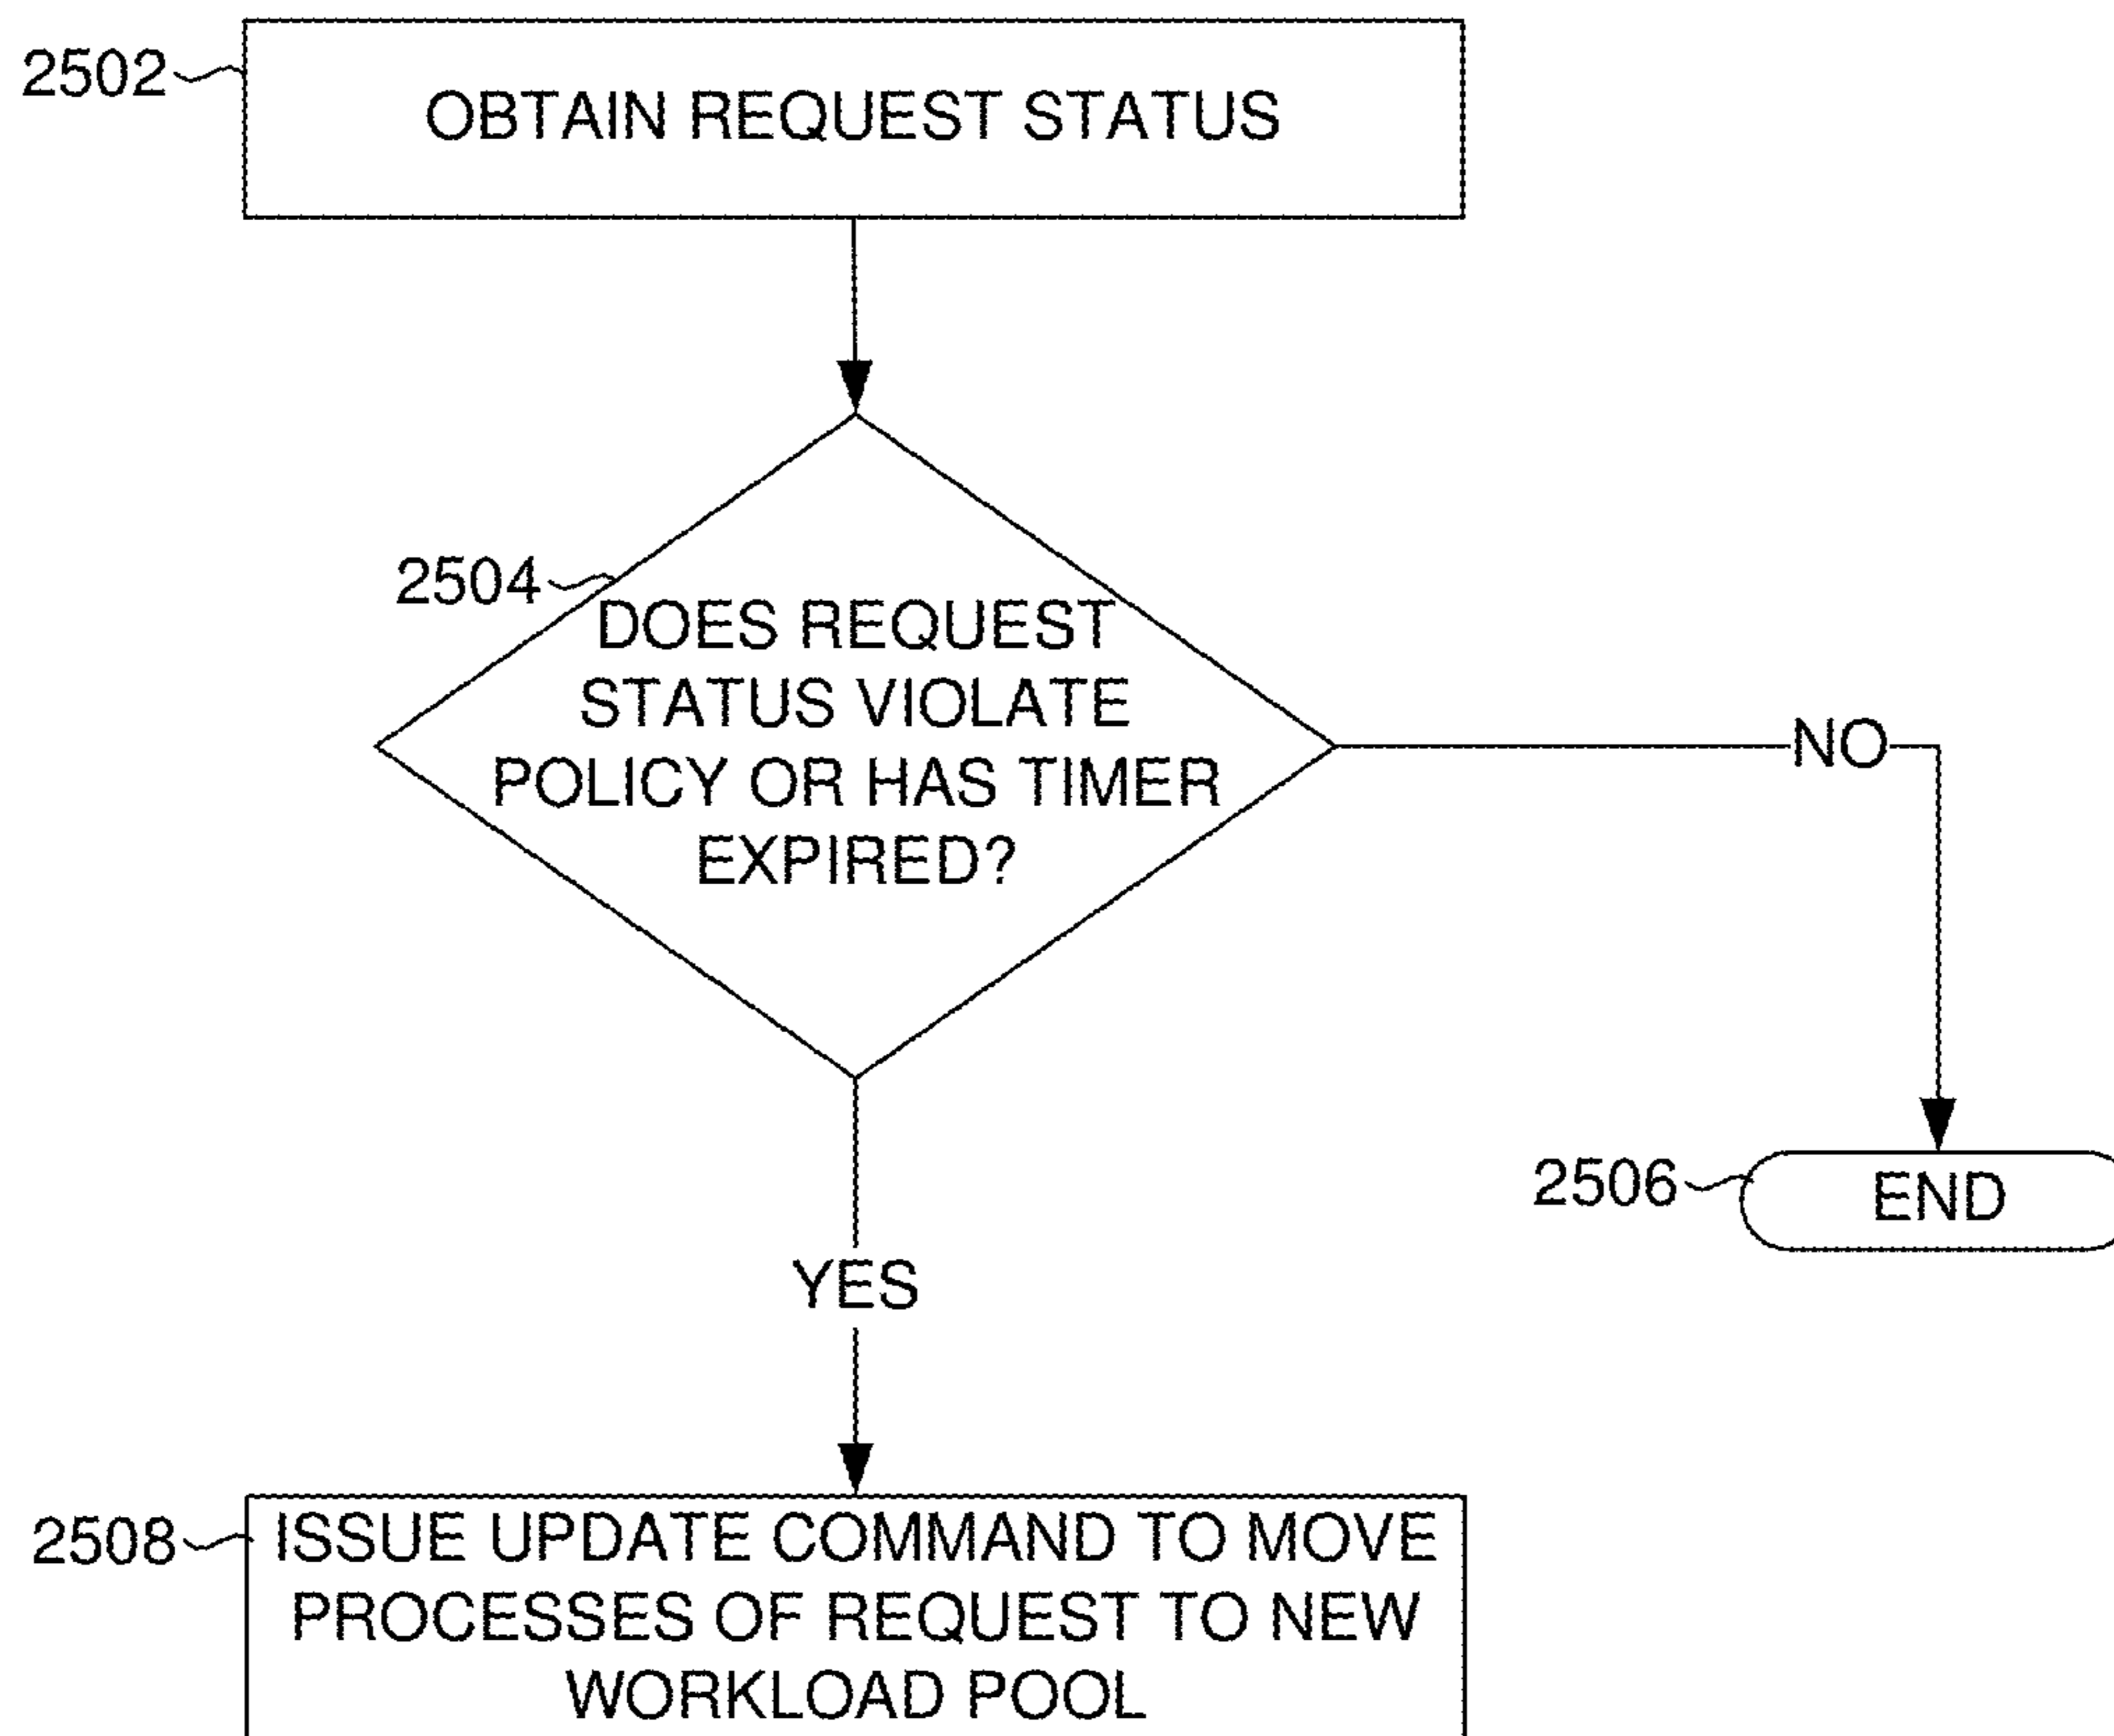 2502
OBTAIN REQUEST STATUS
2504
DOES REQUEST
STATUS VIOLATE
POLICY OR HAS TIMER
EXPIRED?
NO
2506
END
YES
2508
ISSUE UPDATE COMMAND TO MOVE
PROCESSES OF REQUEST TO NEW
WORKLOAD POOL